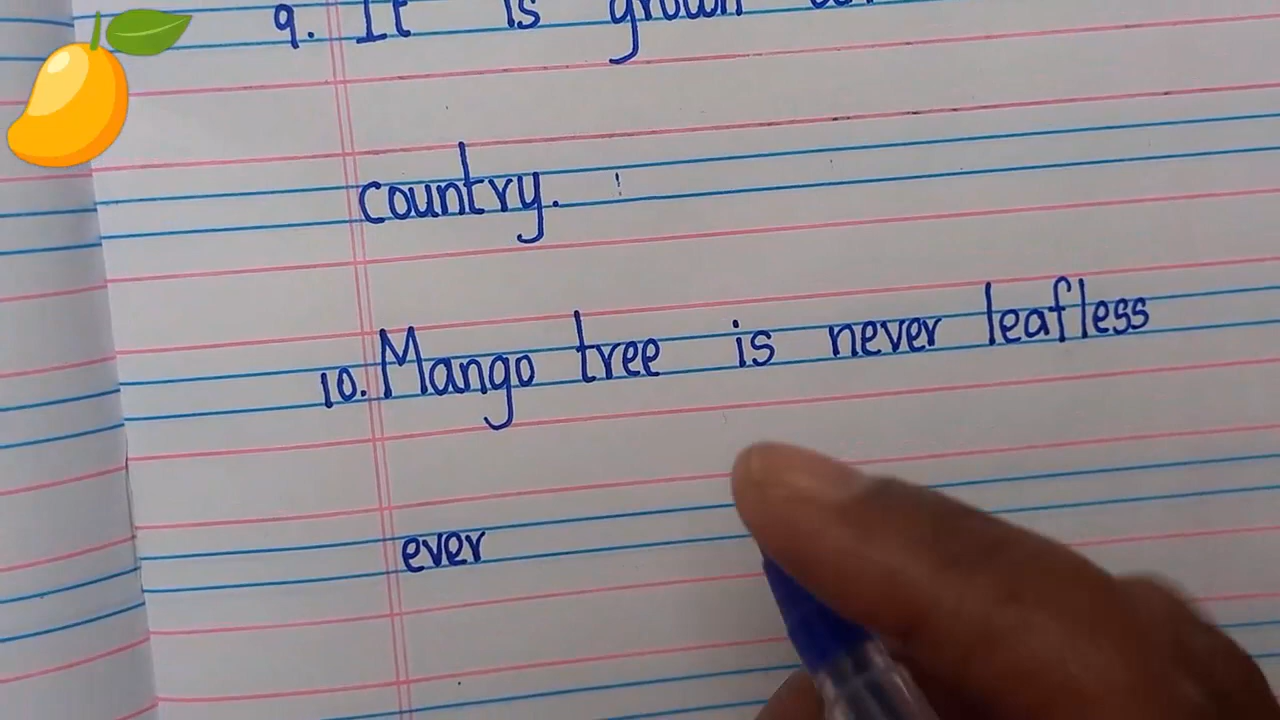 9. It is grown
country.
10. Mango tree is never leafless
ever